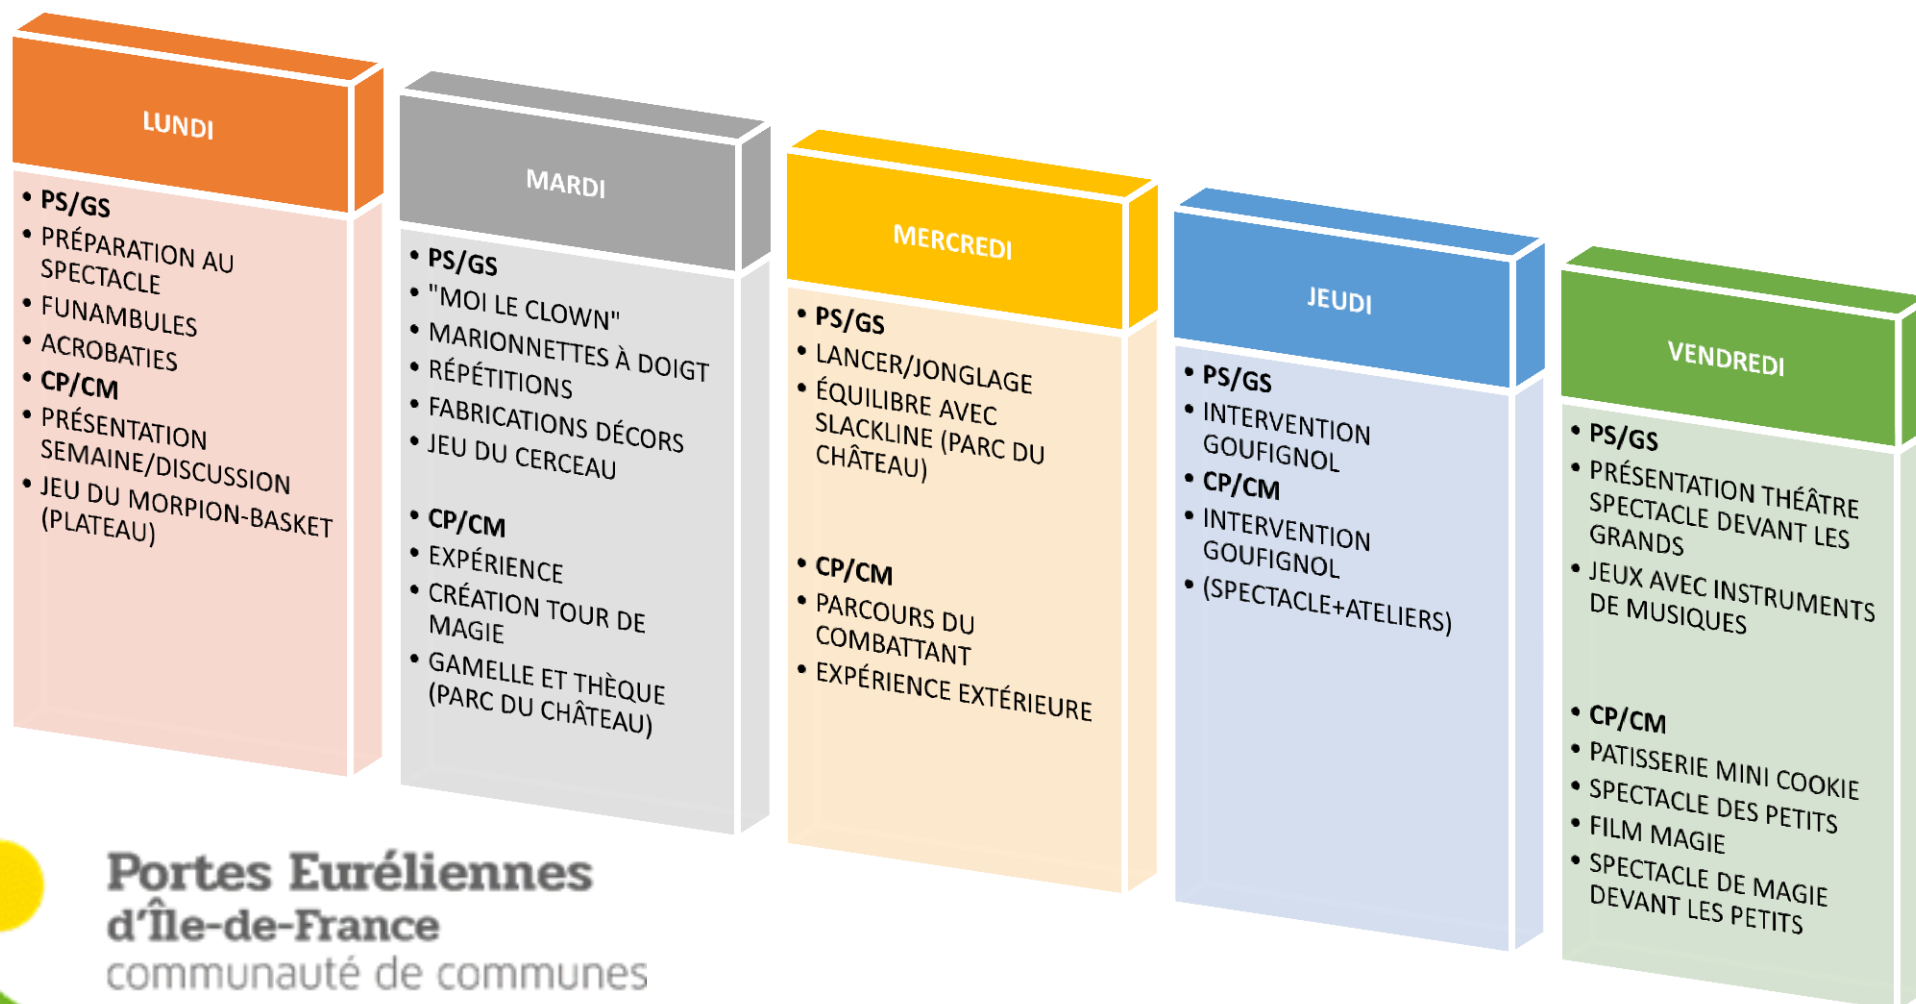 LUNDI
• PS/GS
• PRÉPARATION AU
SPECTACLE
• FUNAMBULES
• ACROBATIES
• CP/CM
• PRÉSENTATION
SEMAINE/DISCUSSION
• JEU DU MORPION-BASKET
(PLATEAU)
MARDI
• PS/GS
• "MOI LE CLOWN"
• MARIONNETTES À DOIGT
• RÉPÉTITIONS
• FABRICATIONS DÉCORS
• JEU DU CERCEAU
• CP/CM
• EXPÉRIENCE
• CRÉATION TOUR DE
MAGIE
• GAMELLE ET THÈQUE
(PARC DU CHÂTEAU)
MERCREDI
• PS/GS
• LANCER/JONGLAGE
• ÉQUILIBRE AVEC
SLACKLINE (PARC DU
CHÂTEAU)
• CP/CM
• PARCOURS DU
COMBATTANT
• EXPÉRIENCE EXTÉRIEURE
JEUDI
• PS/GS
• INTERVENTION
GOUFIGNOL
• CP/CM
• INTERVENTION
GOUFIGNOL
• (SPECTACLE+ATELIERS)
VENDREDI
• PS/GS
• PRÉSENTATION THÉÂTRE
SPECTACLE DEVANT LES
GRANDS
• JEUX AVEC INSTRUMENTS
DE MUSIQUES
• CP/CM
• PATISSERIE MINI COOKIE
• SPECTACLE DES PETITS
• FILM MAGIE
• SPECTACLE DE MAGIE
DEVANT LES PETITS
Portes Euréliennes
d'Île-de-France
communauté de communes